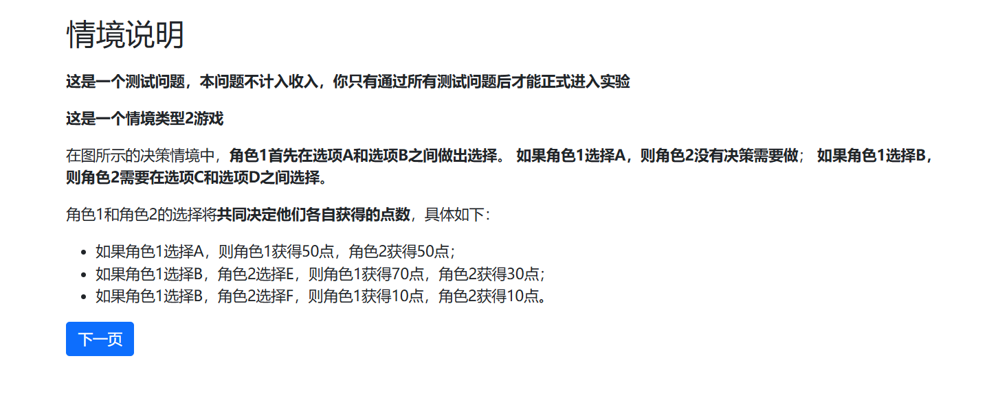 情境说明
这是一个测试问题，本问题不计入收入，你只有通过所有测试问题后才能正式进入实验
这是一个情境类型2游戏
在图所示的决策情境中，角色1首先在选项A和选项B之间做出选择。 如果角色1选择A，则角色2没有决策需要做； 如果角色1选择B，
则角色2需要在选项C和选项D之间选择。
角色1和角色2的选择将共同决定他们各自获得的点数，具体如下：
• 如果角色1选择A，则角色1获得50点，角色2获得50点；
• 如果角色1选择B，角色2选择E，则角色1获得70点，角色2获得30点；
• 如果角色1选择B，角色2选择F，则角色1获得10点，角色2获得10点。
下一页